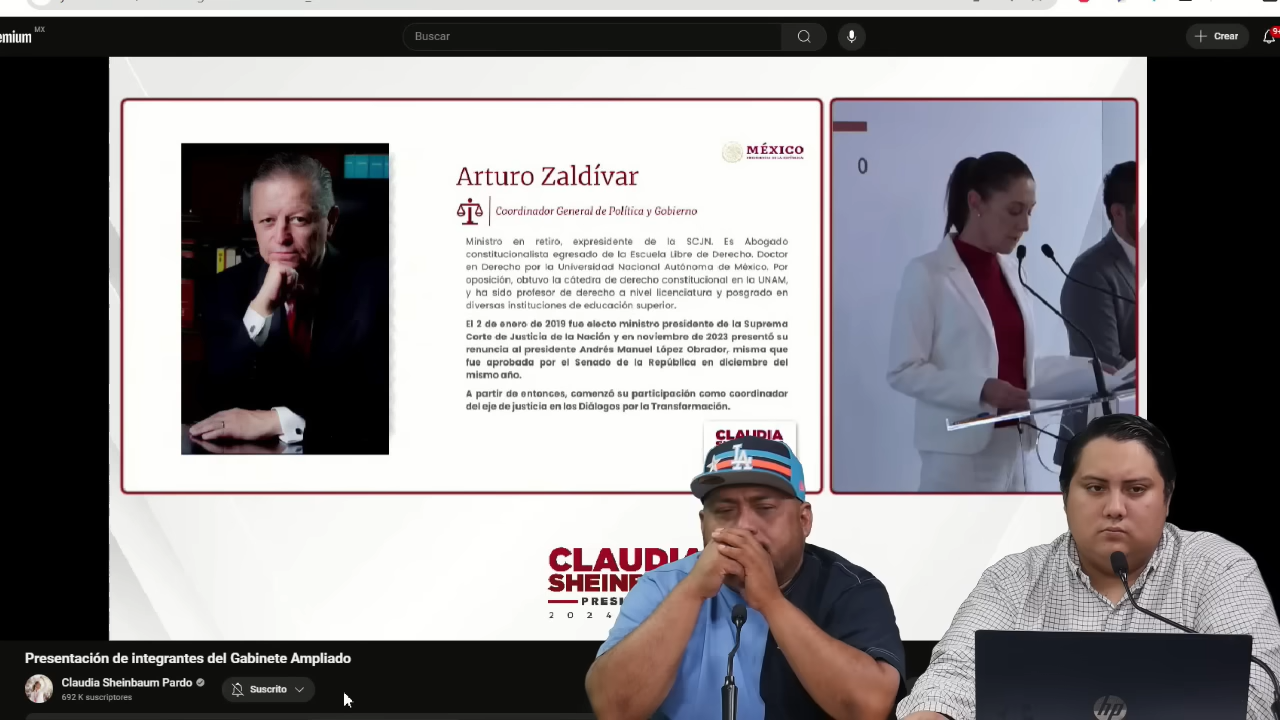 emium MX
Buscar
Crear
9+
MÉXICO
Arturo Zaldívar
Coordinador General de Política y Gobierno
Ministro en retiro, expresidente de la SCJN. Es Abogado
constitucionalista egresado de la Escuela Libre de Derecho. Doctor
en Derecho por la Universidad Nacional Autónoma de México. Por
oposición, obtuvo la cátedra de derecho constitucional en la UNAM,
y ha sido profesor de derecho a nivel licenciatura y posgrado en
diversas instituciones de educación superior.
El 2 de enero de 2019 fue electo ministro presidente de la Suprema
Corte de Justicia de la Nación y en noviembre de 2023 presentó su
renuncia al presidente Andrés Manuel López Obrador, misma que
fue aprobada por el Senado de la República en diciembre del
mismo año.
A partir de entonces, comenzó su participación como coordinador
del eje de justicia en los Diálogos por la Transformación.
CLAUDIA
O
LA
CLAUDIA
SHEINB
PRESI
2 0 2 4
hp
Presentación de integrantes del Gabinete Ampliado
Claudia Sheinbaum Pardo
692 K suscriptores
Suscrito